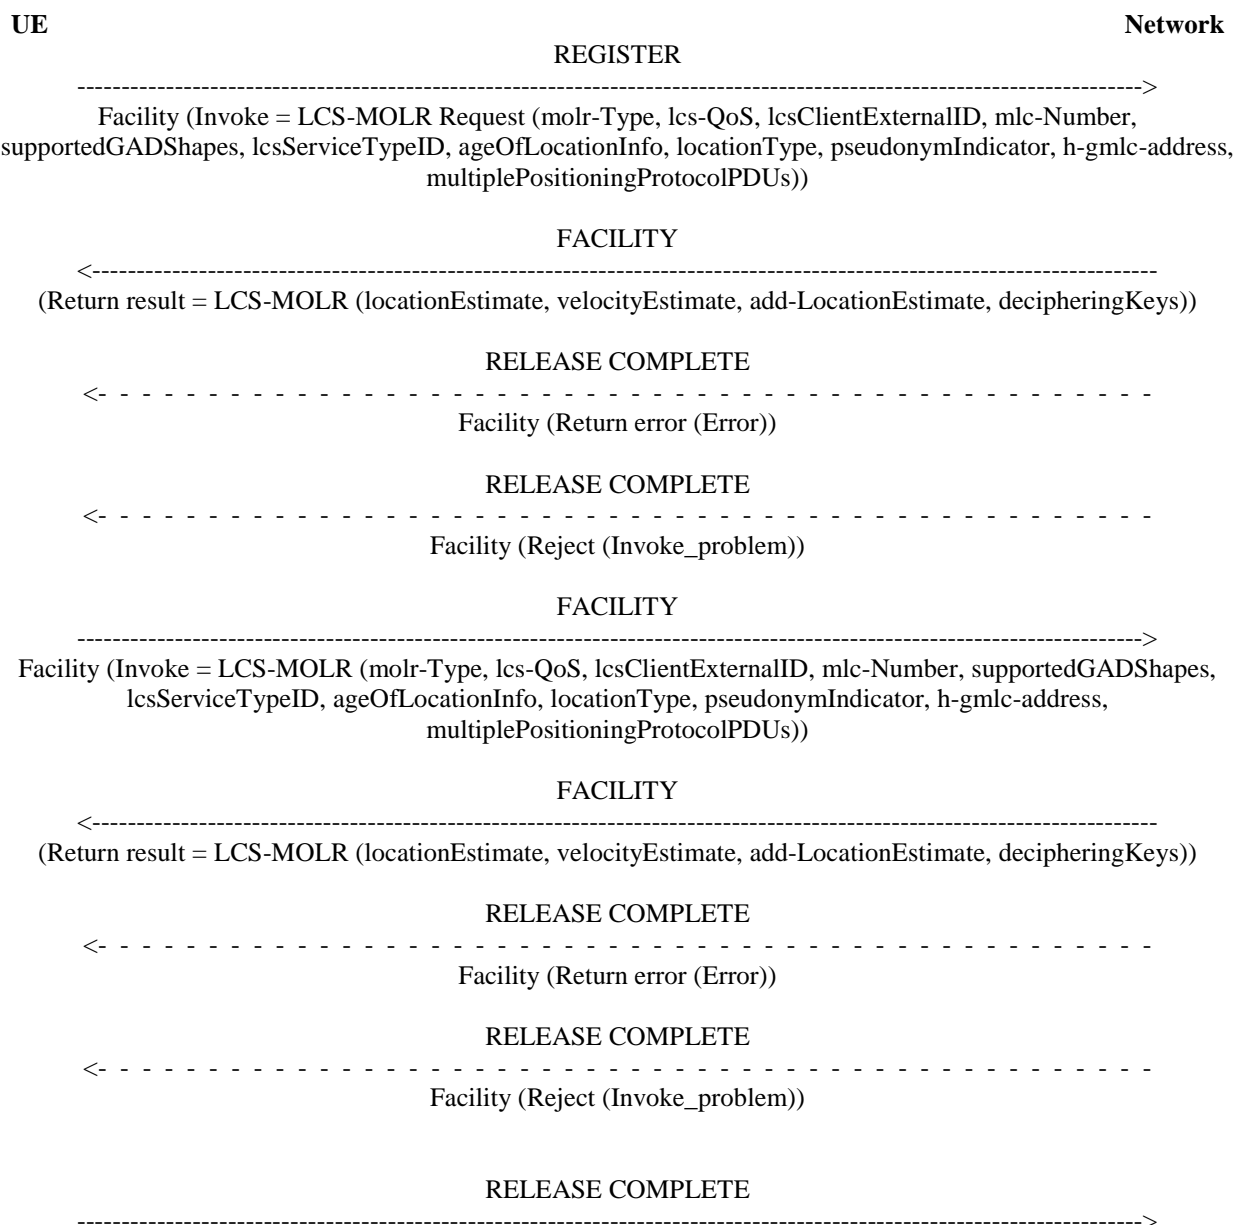 UE Network
REGISTER
------------------------------------------------------------------------------------------------------------------------>
Facility (Invoke = LCS-MOLR Request (molr-Type, lcs-QoS, lcsClientExternalID, mlc-Number,
supportedGADShapes, lcsServiceTypeID, ageOfLocationInfo, locationType, pseudonymIndicator, h-gmlc-address,
multiplePositioningProtocolPDUs))
FACILITY
<------------------------------------------------------------------------------------------------------------------------
(Return result = LCS-MOLR (locationEstimate, velocityEstimate, add-LocationEstimate, decipheringKeys))
RELEASE COMPLETE
<- - - - - - - - - - - - - - - - - - - - - - - - - - - - - - - - - - - - - - - - - - - - - - - - - - - - - - - - - -
Facility (Return error (Error))
RELEASE COMPLETE
<- - - - - - - - - - - - - - - - - - - - - - - - - - - - - - - - - - - - - - - - - - - - - - - - - - - - - - - - - -
Facility (Reject (Invoke_problem))
FACILITY
------------------------------------------------------------------------------------------------------------------------>
Facility (Invoke = LCS-MOLR (molr-Type, lcs-QoS, lcsClientExternalID, mlc-Number, supportedGADShapes,
lcsServiceTypeID, ageOfLocationInfo, locationType, pseudonymIndicator, h-gmlc-address,
multiplePositioningProtocolPDUs))
FACILITY
<------------------------------------------------------------------------------------------------------------------------
(Return result = LCS-MOLR (locationEstimate, velocityEstimate, add-LocationEstimate, decipheringKeys))
RELEASE COMPLETE
<- - - - - - - - - - - - - - - - - - - - - - - - - - - - - - - - - - - - - - - - - - - - - - - - - - - - - - - - - -
Facility (Return error (Error))
RELEASE COMPLETE
<- - - - - - - - - - - - - - - - - - - - - - - - - - - - - - - - - - - - - - - - - - - - - - - - - - - - - - - - - -
Facility (Reject (Invoke_problem))
RELEASE COMPLETE
------------------------------------------------------------------------------------------------------------------------>